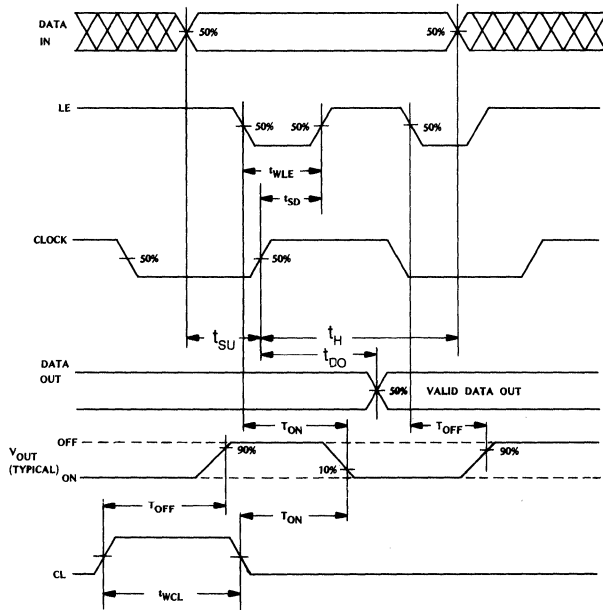 DATA
IN
50%
50%
LE
50%
50%
50%
tWLE
tSD
CLOCK
50%
50%
tSU
tH
tDO
DATA
OUT
50%
VALID DATA OUT
TON
TOFF
VOUT
(TYPICAL)
OFF
ON
90%
10%
90%
TOFF
TON
CL
tWCL